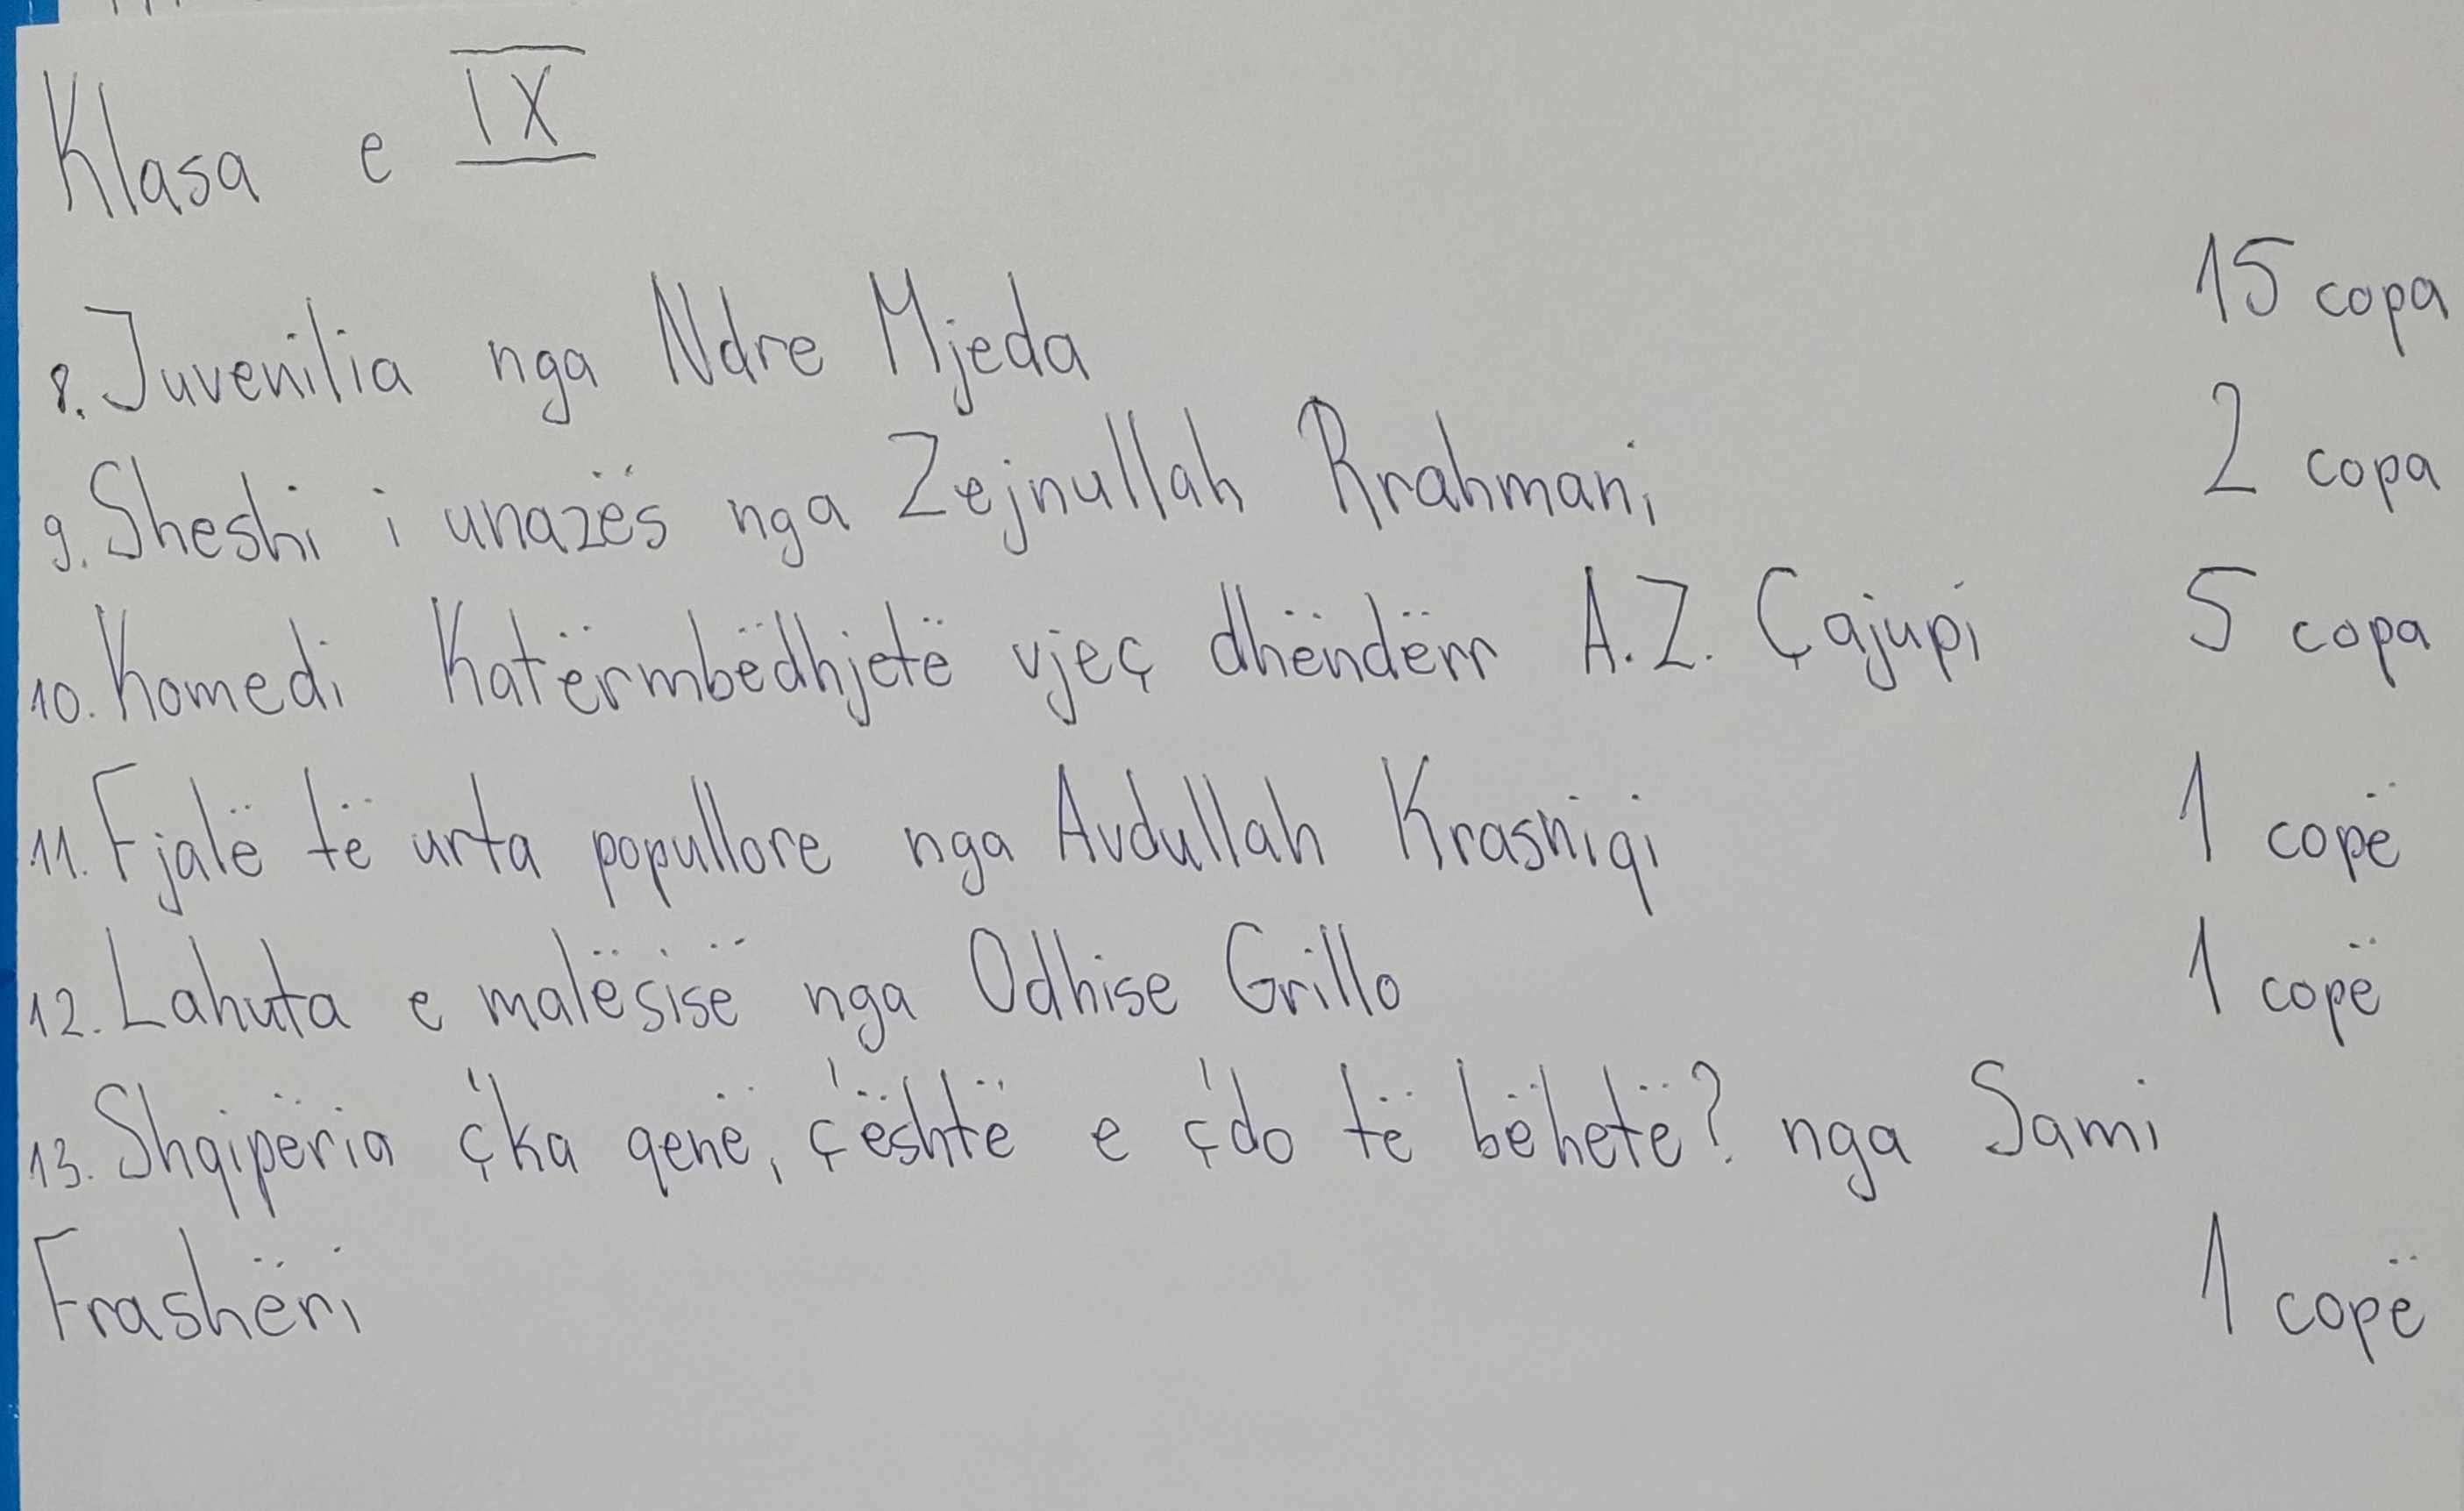 Klasa e IX
8. Juvenilia nga Ndre Mjeda 15 copa
9. Sheshi i unazës nga Zejnullah Rrahmani 2 copa
10. Komedi Katërmbëdhjetë vjeç dhëndërr A.Z. Çajupi 5 copa
11. Fjalë të urta popullore nga Avdullah Krasniqi 1 copë
12. Lahuta e malësisë nga Odhise Grillo 1 copë
13. Shqipëria ç'ka qenë, ç'është e ç'do të bëhetë? nga Sami
Frashëri 1 copë